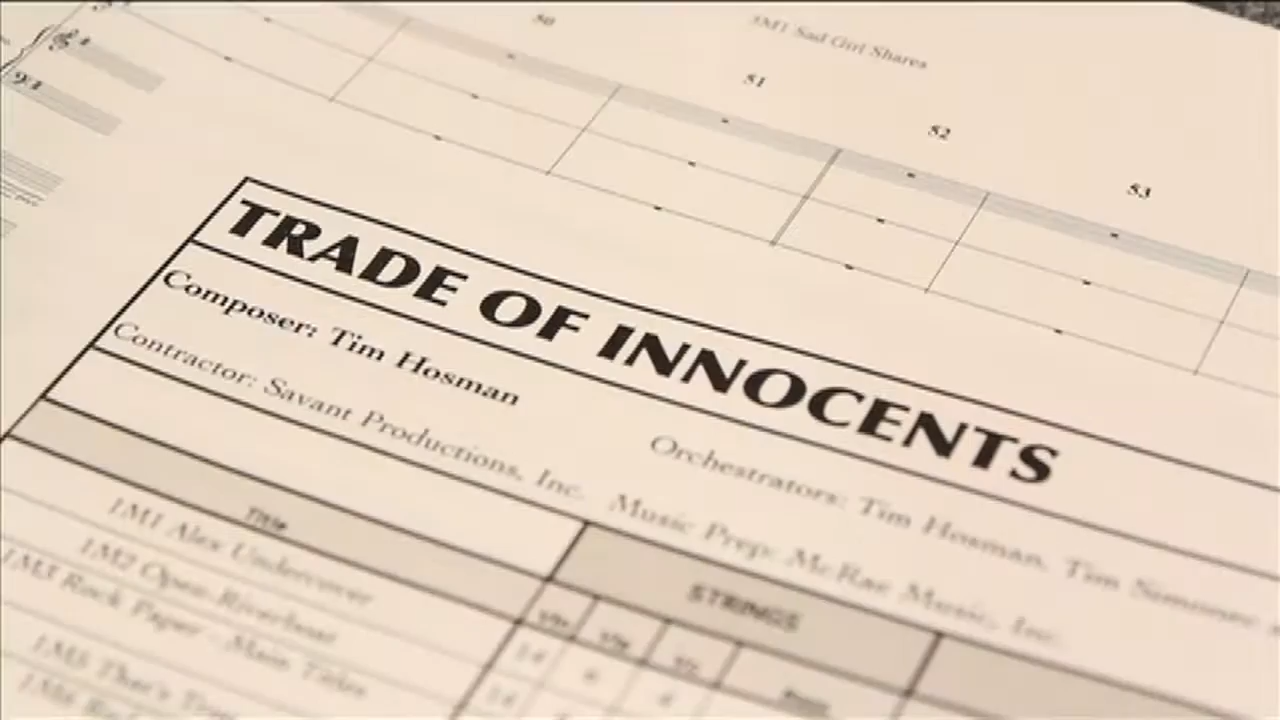 50
5M1 Sad Girl Shares
51
52
53
TRADE OF INNOCENTS
Composer: Tim Hosman
Contractor: Savant Productions, Inc.
Orchestrators: Tim Hosman, Tim Simonec
Music Prep: McRae Music, Inc.
Title
STRINGS
1M1 Alex Undercover
1M2 Open-Riverboat
1M3 Rock Paper - Main Titles
1M5 That's